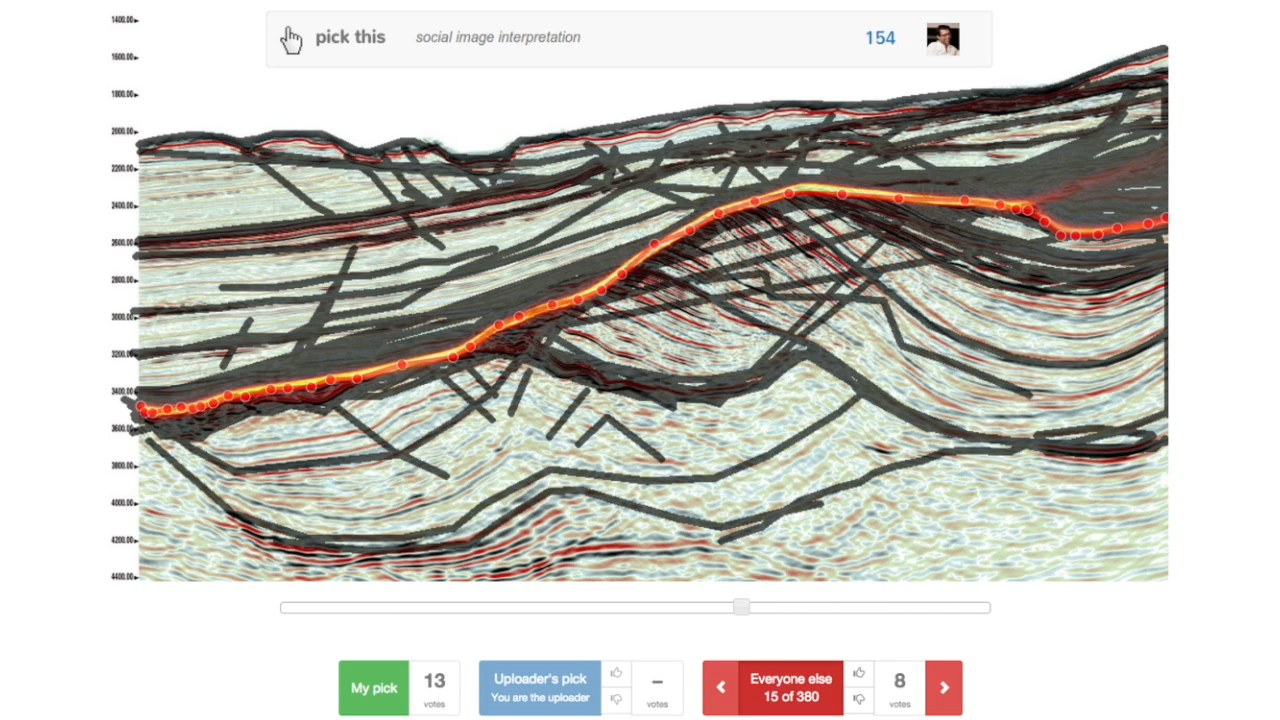 pick this social image interpretation 154
1400.00
1600.00
1800.00
2000.00
2200.00
2400.00
2600.00
2800.00
3000.00
3200.00
3400.00
3600.00
3800.00
4000.00
4200.00
4400.00
My pick
13
votes
Uploader's pick
You are the uploader
–
votes
Everyone else
15 of 380
8
votes